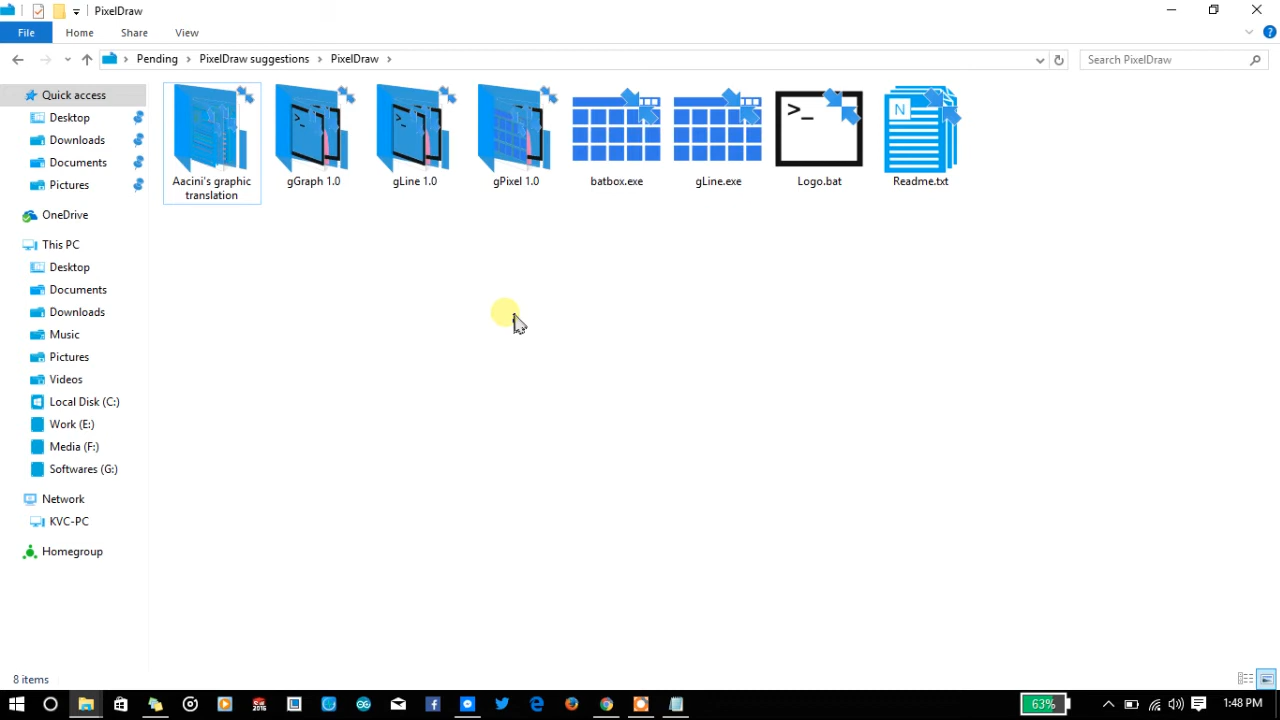 PixelDraw
File Home Share View
Pending PixelDraw suggestions PixelDraw
Search PixelDraw
Quick access
Desktop
Downloads
Documents
Pictures
OneDrive
This PC
Desktop
Documents
Downloads
Music
Pictures
Videos
Local Disk (C:)
Work (E:)
Media (F:)
Softwares (G:)
Network
KVC-PC
Homegroup
Aacini's graphic
translation
gGraph 1.0
gLine 1.0
gPixel 1.0
batbox.exe
gLine.exe
>_
Logo.bat
N
Readme.txt
8 items
63%
1:48 PM